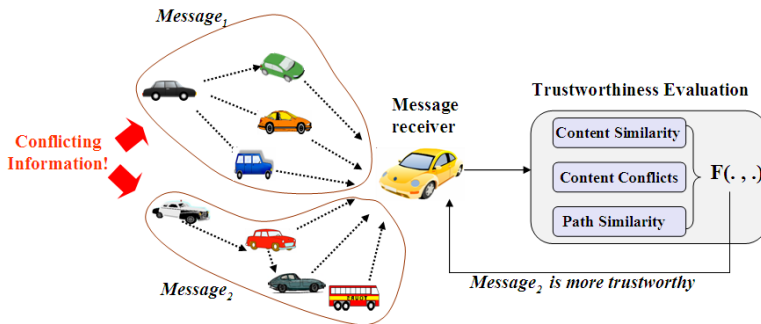 Message1
Conflicting
Information!
Message
receiver
Trustworthiness Evaluation
Content Similarity
Content Conflicts
Path Similarity
F(. , .)
Message2
Message2 is more trustworthy